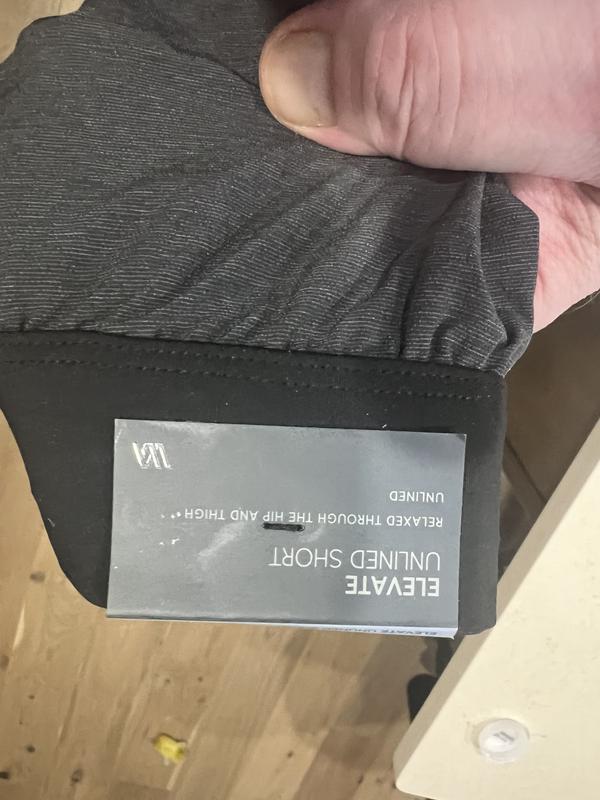 ELEVATE
UNLINED SHORT
RELAXED THROUGH THE HIP AND THIGH
UNLINED